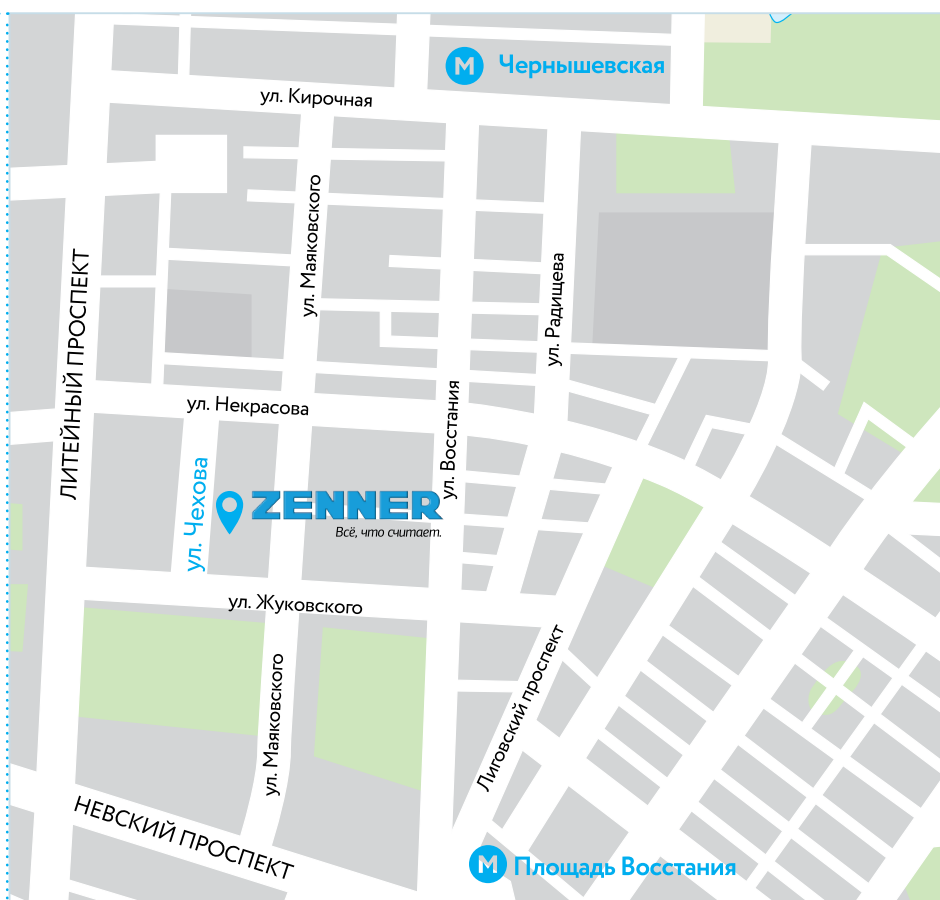 М Чернышевская
ул. Кирочная
ул. Маяковского
ЛИТЕЙНЫЙ ПРОСПЕКТ
ул. Радищева
ул. Некрасова
ул. Восстания
ул. Чехова
ZENNER
Всё, что считает.
ул. Жуковского
Лиговский проспект
ул. Маяковского
НЕВСКИЙ ПРОСПЕКТ
М Площадь Восстания